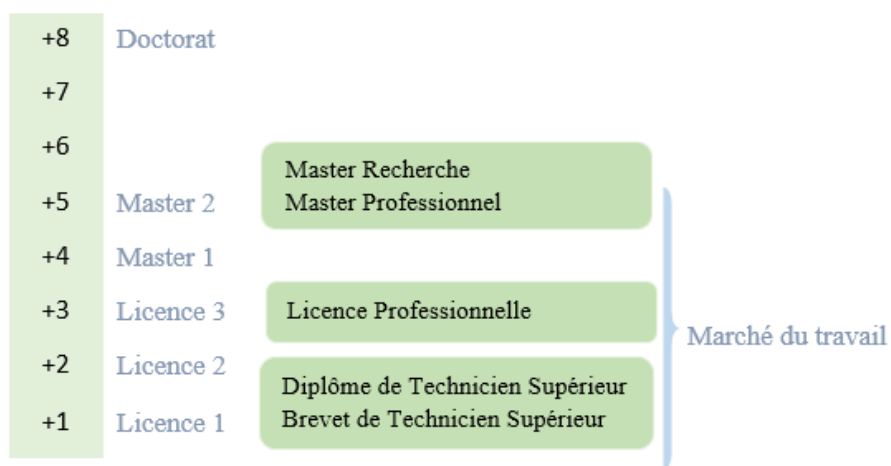 +8 Doctorat
+7
+6
Master Recherche
+5 Master 2 Master Professionnel
+4 Master 1
+3 Licence 3 Licence Professionnelle
Marché du travail
+2 Licence 2
Diplôme de Technicien Supérieur
+1 Licence 1 Brevet de Technicien Supérieur